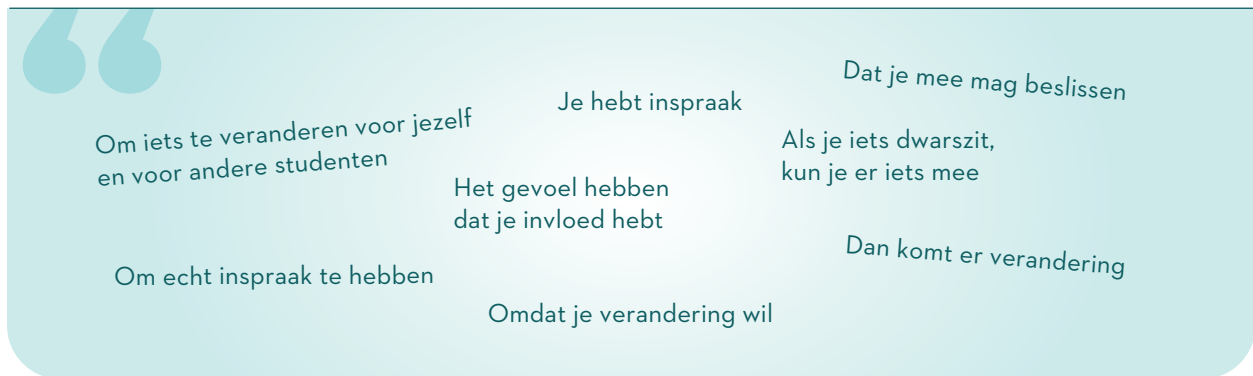 Om iets te veranderen voor jezelf
en voor andere studenten
Je hebt inspraak
Dat je mee mag beslissen
Het gevoel hebben
dat je invloed hebt
Als je iets dwarszit,
kun je er iets mee
Om echt inspraak te hebben
Omdat je verandering wil
Dan komt er verandering